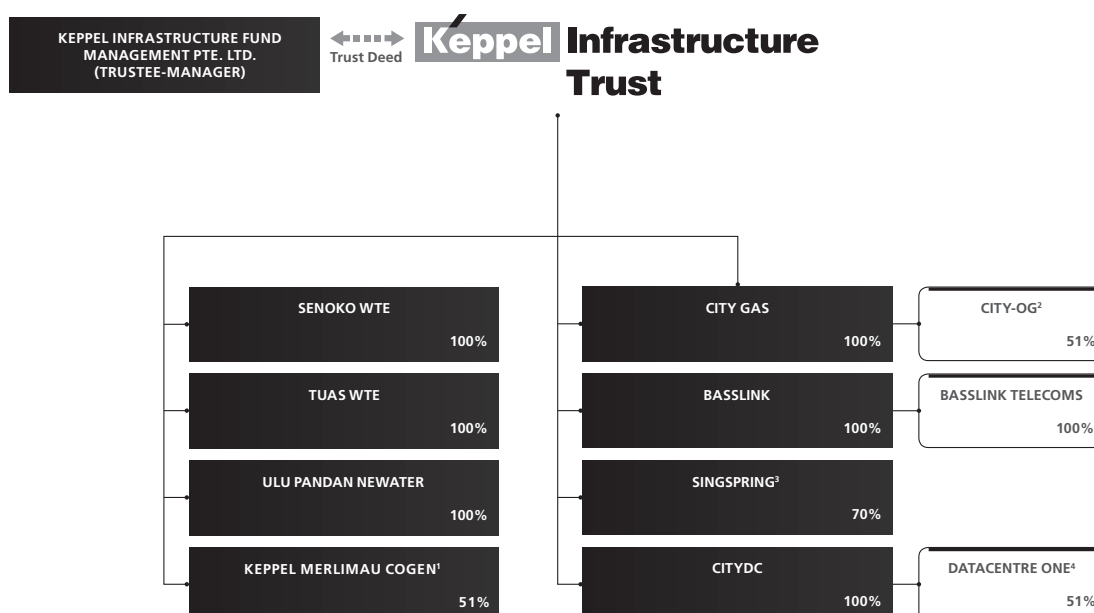 KEPPEL INFRASTRUCTURE FUND
MANAGEMENT PTE. LTD.
(TRUSTEE-MANAGER)
Trust Deed
Keppel Infrastructure
Trust
SENOKO WTE
100%
TUAS WTE
100%
ULU PANDAN NEWATER
100%
KEPPEL MERLIMAU COGEN¹
51%
CITY GAS
100%
CITY-OG²
51%
BASSLINK
100%
BASSLINK TELECOMS
100%
SINGSPRING³
70%
CITYDC
100%
DATACENTRE ONE⁴
51%